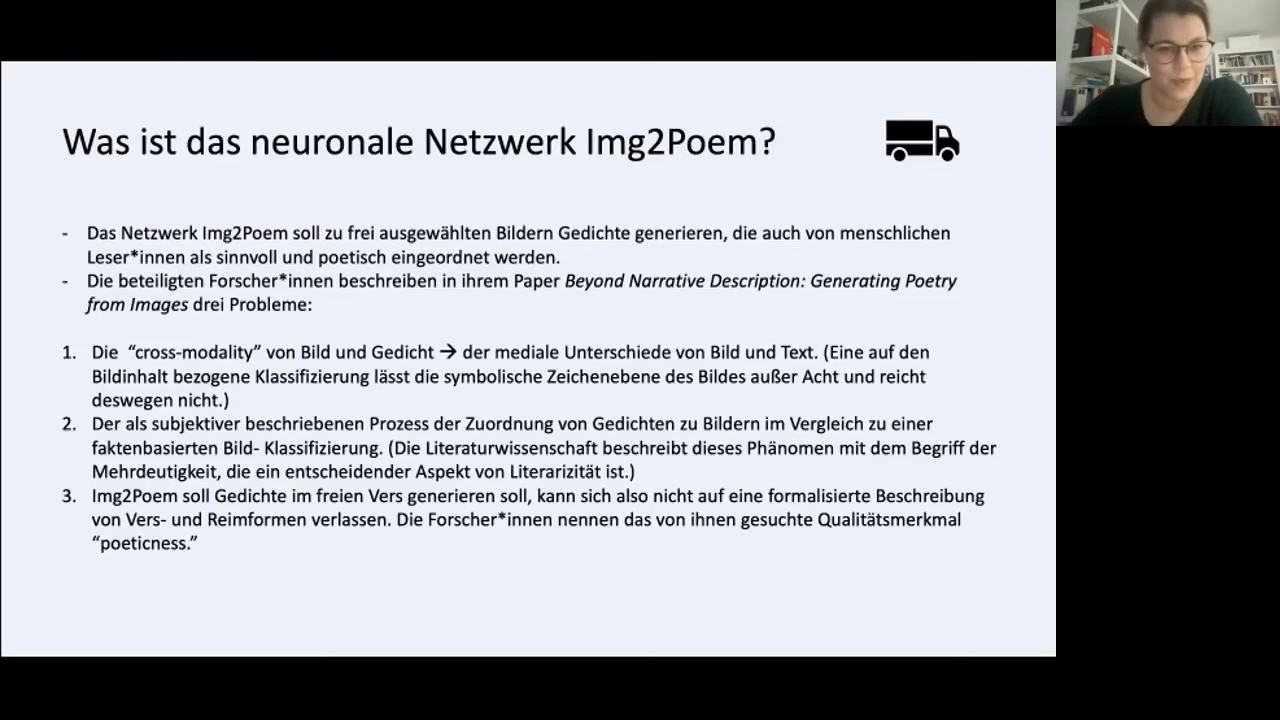 Was ist das neuronale Netzwerk Img2Poem?
- Das Netzwerk Img2Poem soll zu frei ausgewählten Bildern Gedichte generieren, die auch von menschlichen
Leser*innen als sinnvoll und poetisch eingeordnet werden.
- Die beteiligten Forscher*innen beschreiben in ihrem Paper Beyond Narrative Description: Generating Poetry
from Images drei Probleme:
1. Die “cross-modality” von Bild und Gedicht → der mediale Unterschiede von Bild und Text. (Eine auf den
Bildinhalt bezogene Klassifizierung lässt die symbolische Zeichenebene des Bildes außer Acht und reicht
deswegen nicht.)
2. Der als subjektiver beschriebenen Prozess der Zuordnung von Gedichten zu Bildern im Vergleich zu einer
faktenbasierten Bild- Klassifizierung. (Die Literaturwissenschaft beschreibt dieses Phänomen mit dem Begriff der
Mehrdeutigkeit, die ein entscheidender Aspekt von Literarizität ist.)
3. Img2Poem soll Gedichte im freien Vers generieren soll, kann sich also nicht auf eine formalisierte Beschreibung
von Vers- und Reimformen verlassen. Die Forscher*innen nennen das von ihnen gesuchte Qualitätsmerkmal
“poeticness.”